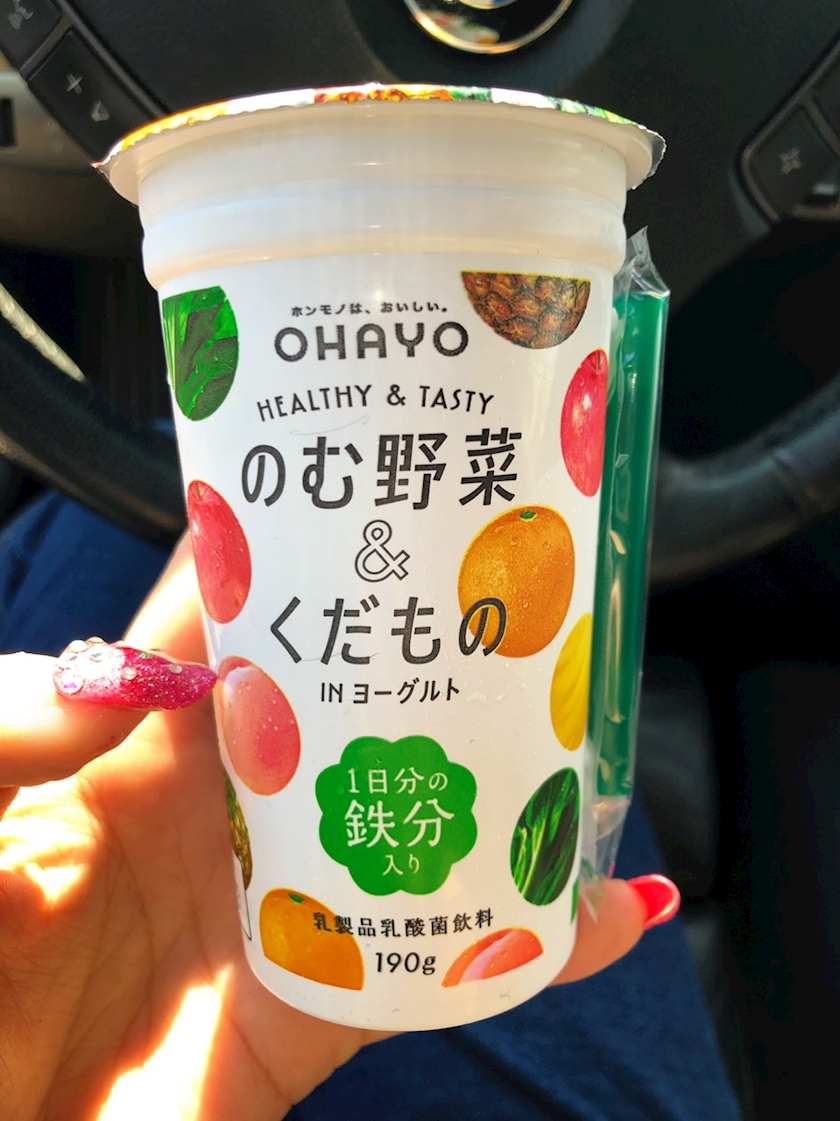 ホンモノは、おいしい。
OHAYO
HEALTHY & TASTY
のむ野菜
&
くだもの
IN ヨーグルト
1日分の
鉄分
入り
乳製品乳酸菌飲料
190g